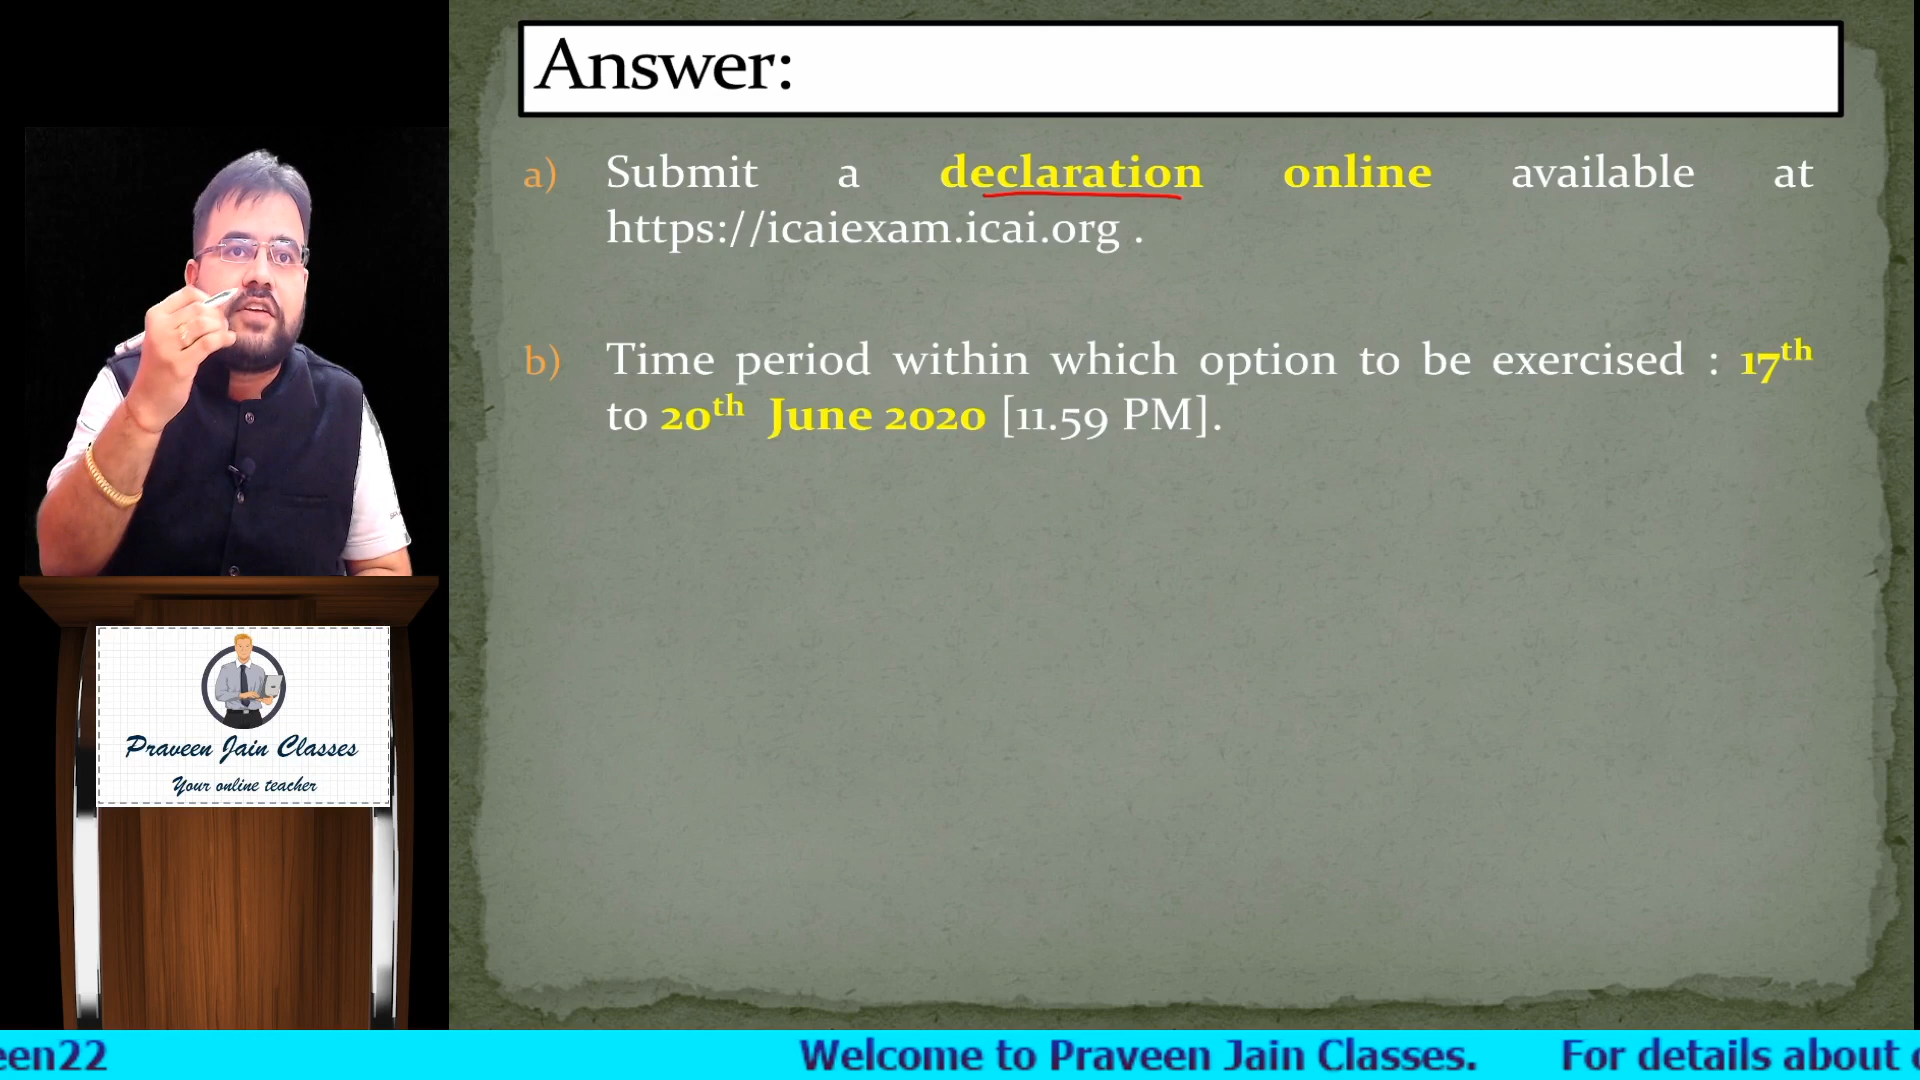 Answer:
a) Submit a declaration online available at
https://icaiexam.icai.org .
b) Time period within which option to be exercised : 17th
to 20th June 2020 [11.59 PM].
Praveen Jain Classes
Your online teacher
een22 Welcome to Praveen Jain Classes. For details about